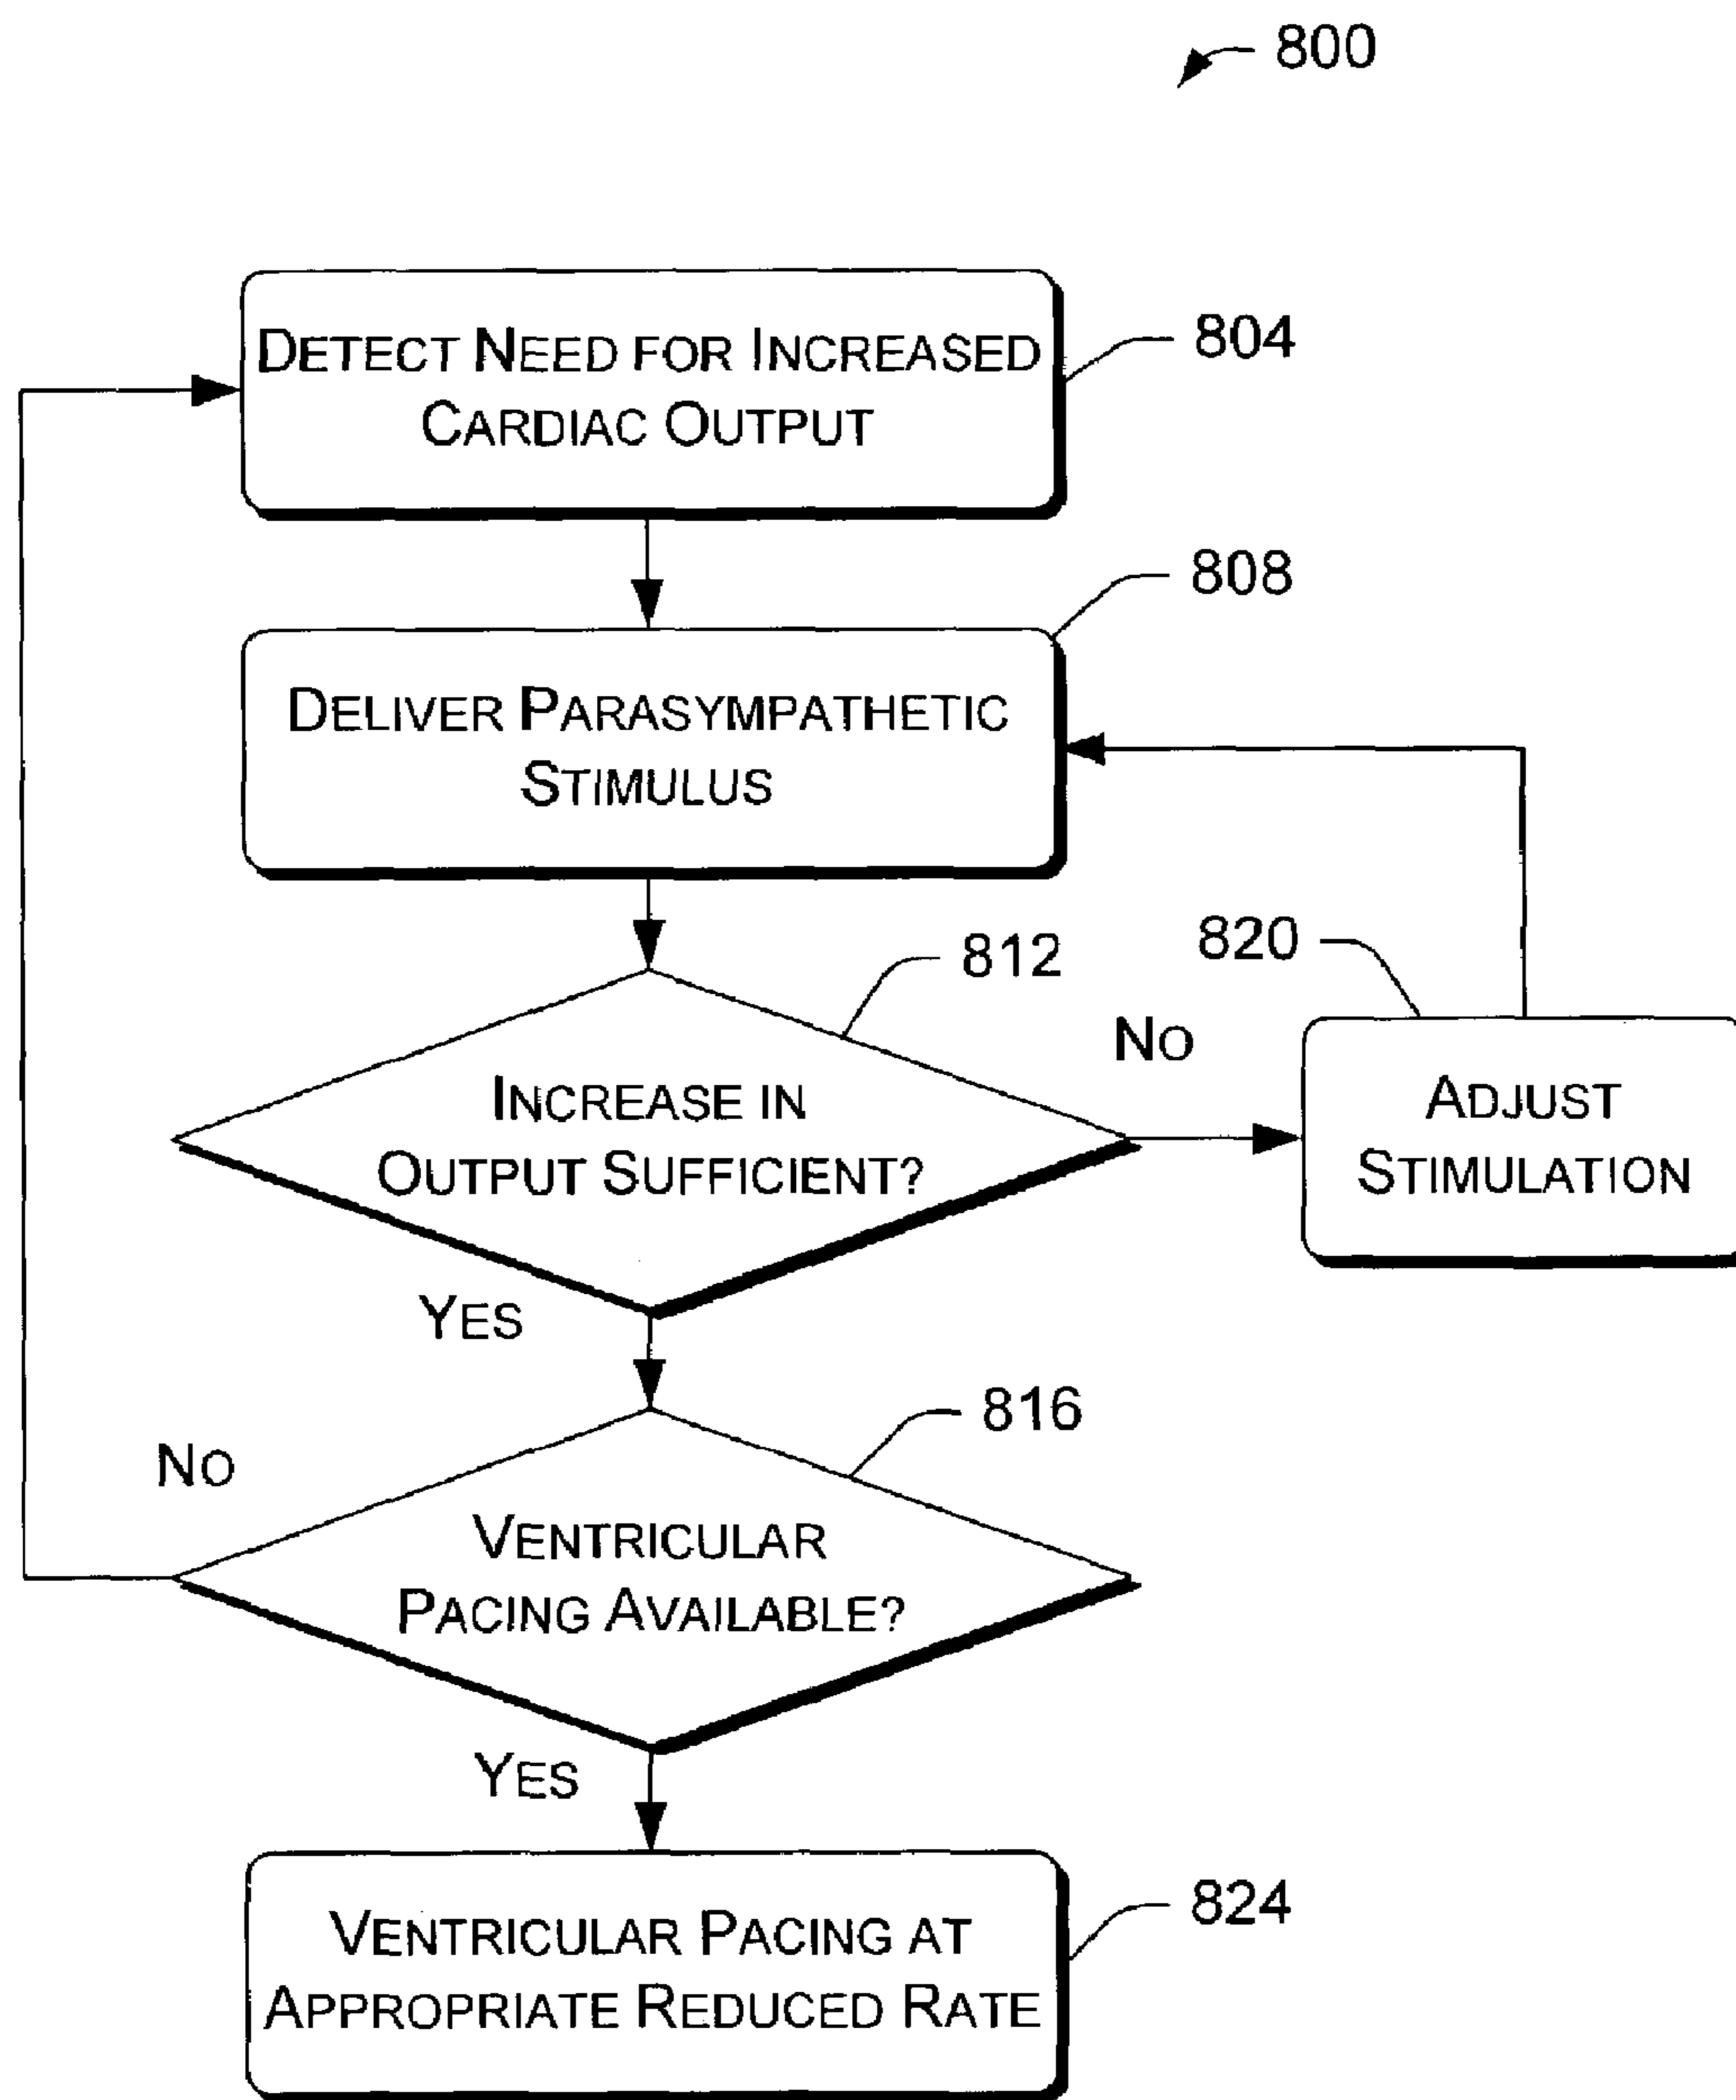 800
DETECT NEED FOR INCREASED
CARDIAC OUTPUT
804
DELIVER PARASYMPATHETIC
STIMULUS
808
INCREASE IN
OUTPUT SUFFICIENT?
812
NO
820
ADJUST
STIMULATION
YES
VENTRICULAR
PACING AVAILABLE?
816
NO
YES
VENTRICULAR PACING AT
APPROPRIATE REDUCED RATE
824